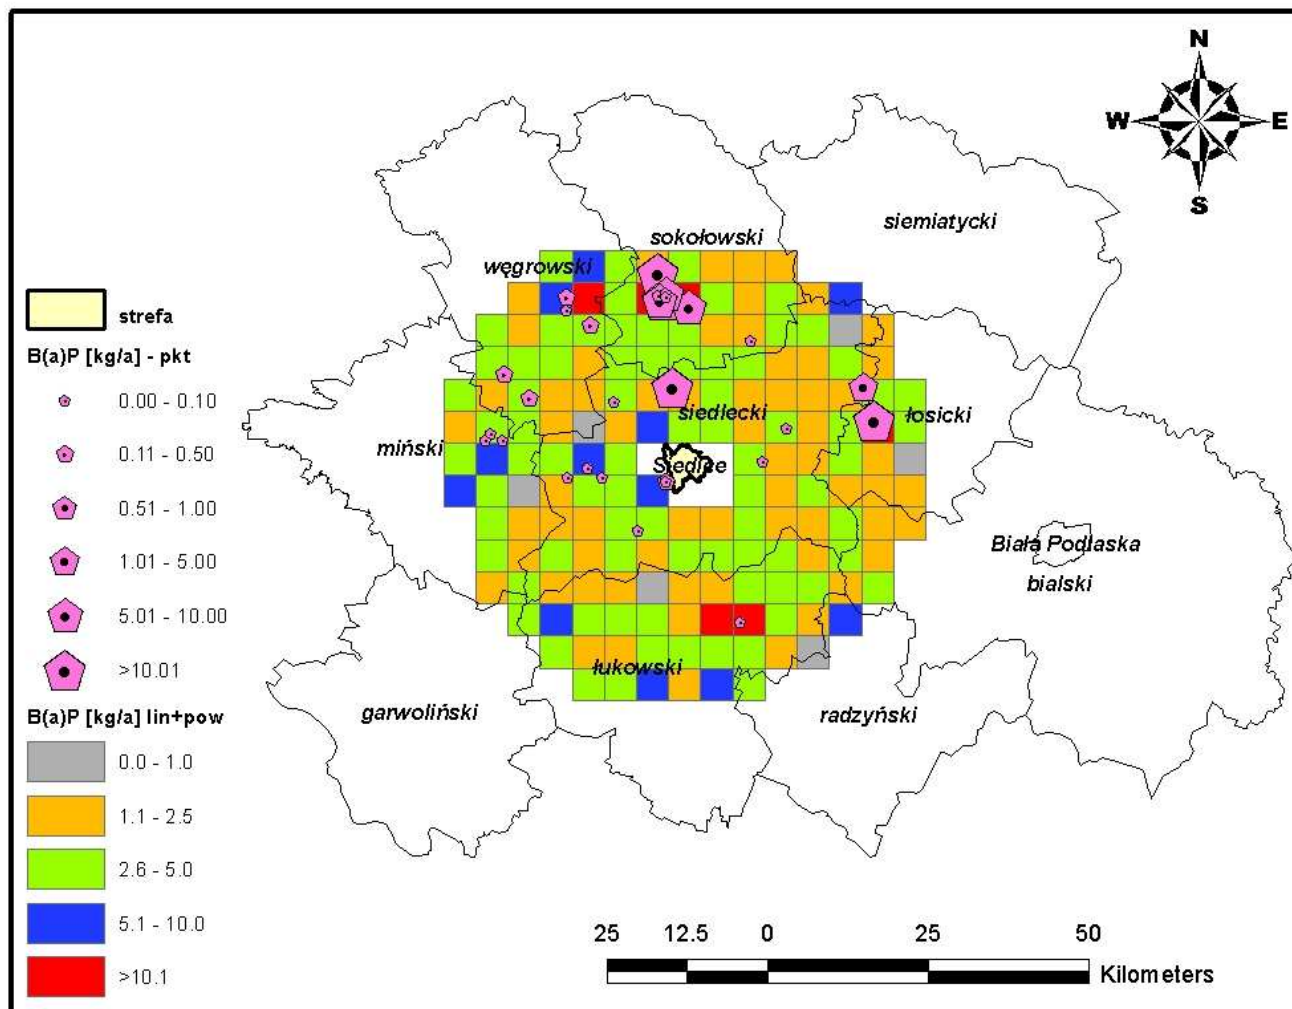 N
W E
S
siemiatycki
sokołowski
węgrowski
strefa
B(a)P [kg/a] - pkt
0.00 - 0.10
0.11 - 0.50
0.51 - 1.00
1.01 - 5.00
5.01 - 10.00
>10.01
siedlecki
łosicki
miński
Siedlce
Biała Podlaska
bialski
łukowski
garwoliński
radzyński
B(a)P [kg/a] lin+pow
0.0 - 1.0
1.1 - 2.5
2.6 - 5.0
5.1 - 10.0
>10.1
25 12.5 0 25 50
Kilometers